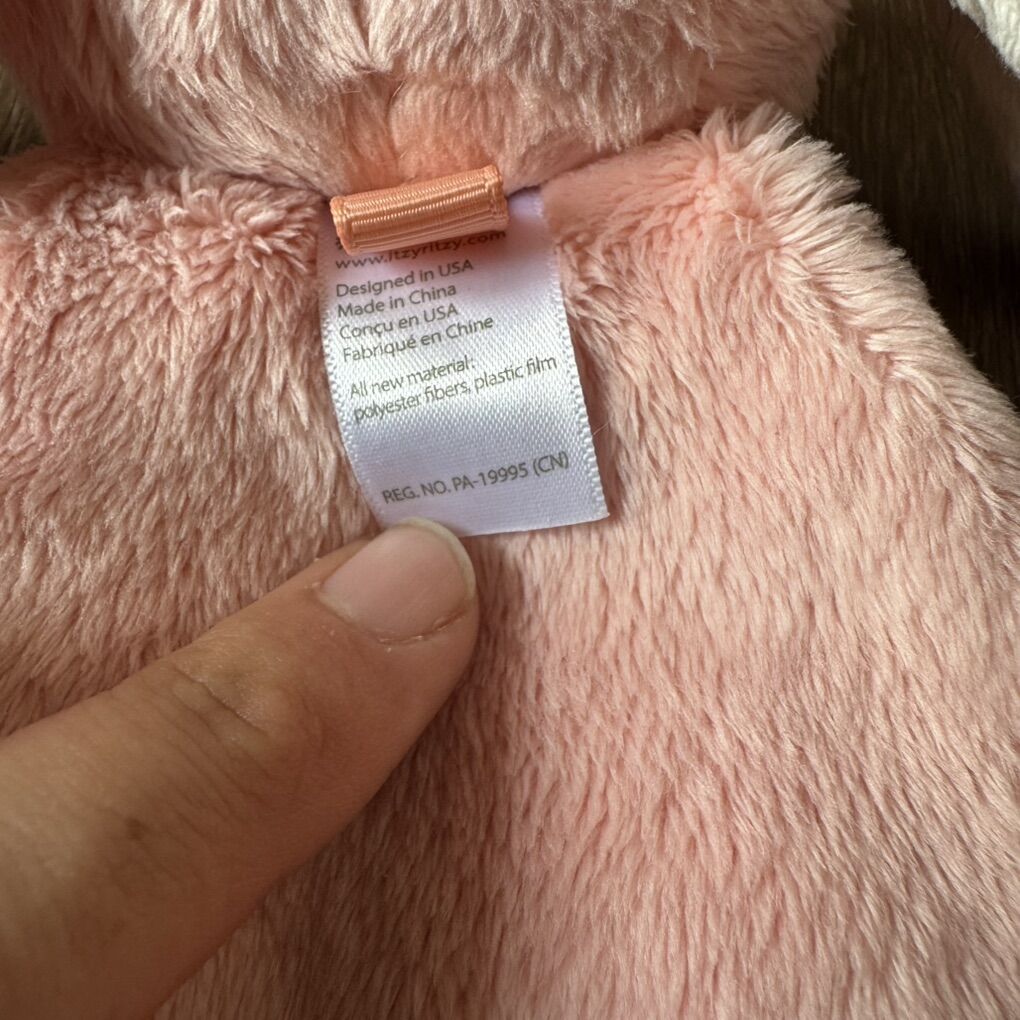 www.itzyritzy.com
Designed in USA
Made in China
Conçu en USA
Fabriqué en Chine
All new material:
polyester fibers, plastic film
REG. NO. PA-19995 (CN)